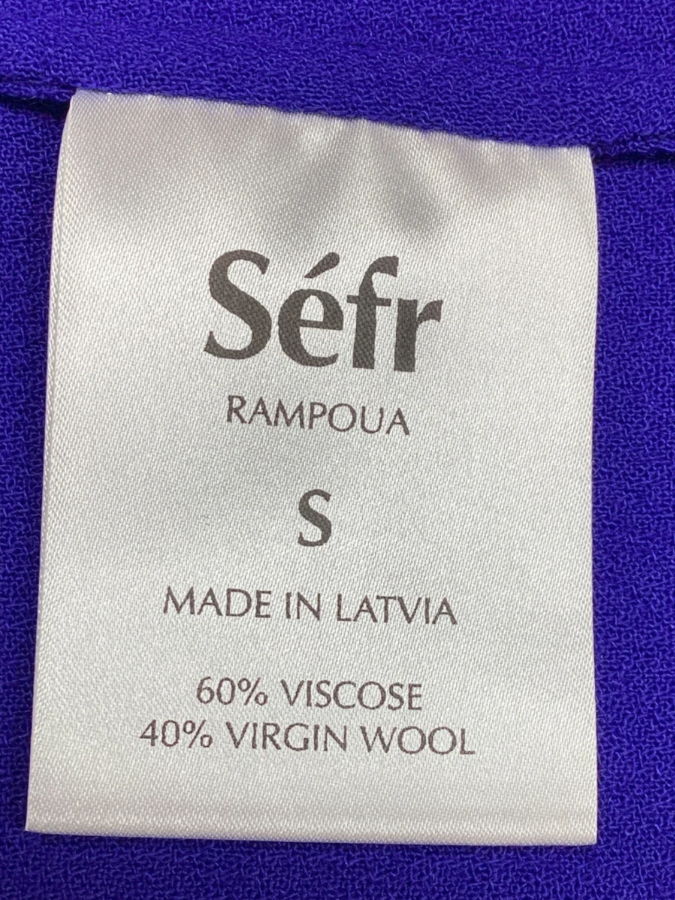 Séfr
RAMPOUA
S
MADE IN LATVIA
60% VISCOSE
40% VIRGIN WOOL